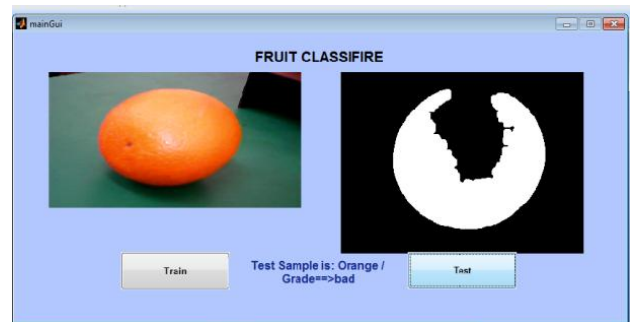 mainGui
FRUIT CLASSIFIRE
Train
Test Sample is: Orange /
Grade==>bad
Test